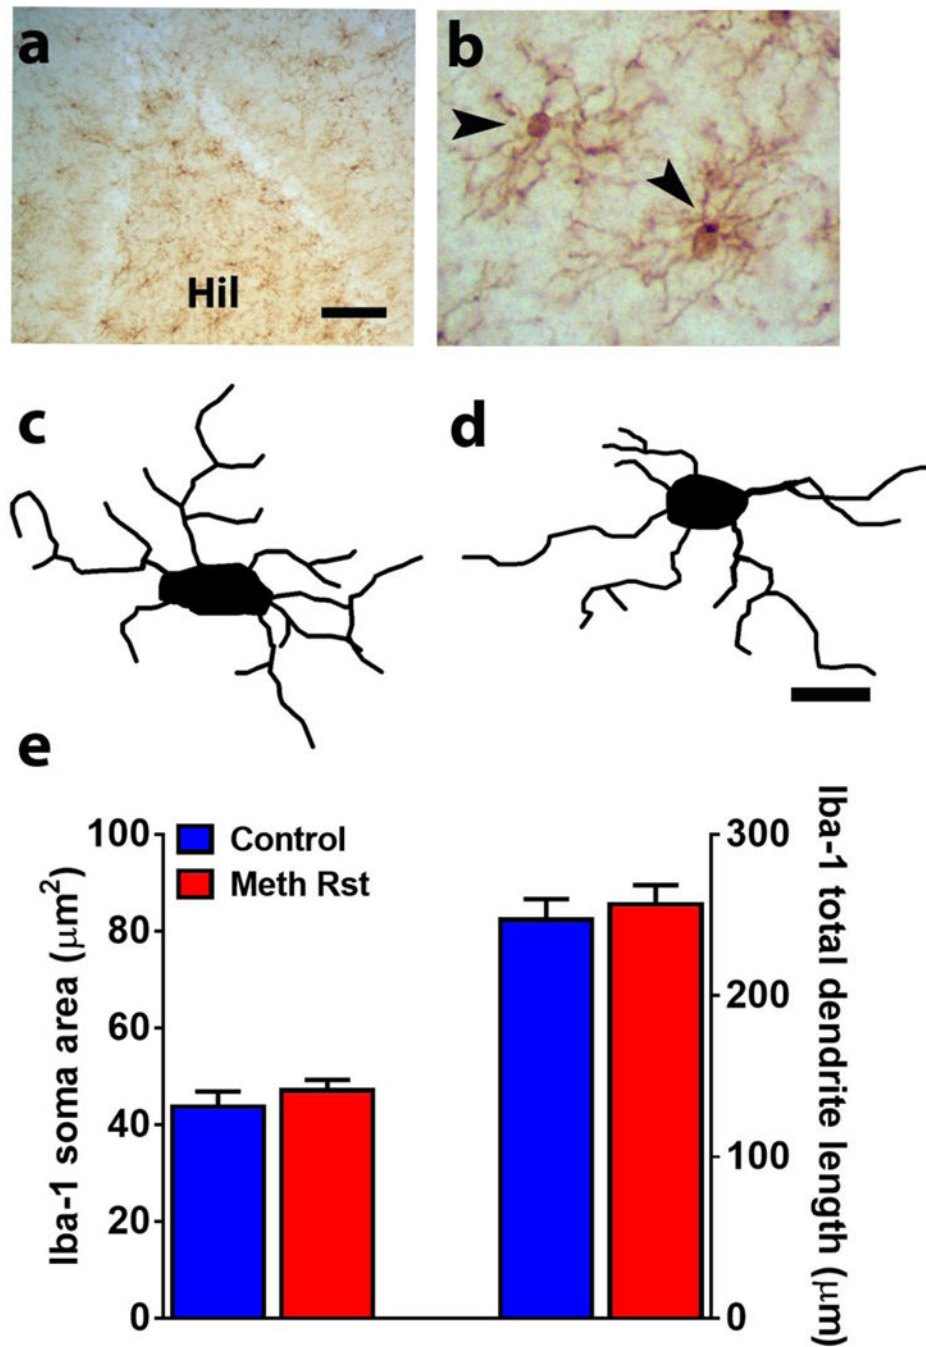 a
b
Hil
c
d
e
Iba-1 soma area (μm²)
100
80
60
40
20
0
Control
Meth Rst
300
200
100
0
Iba-1 total dendrite length (μm)